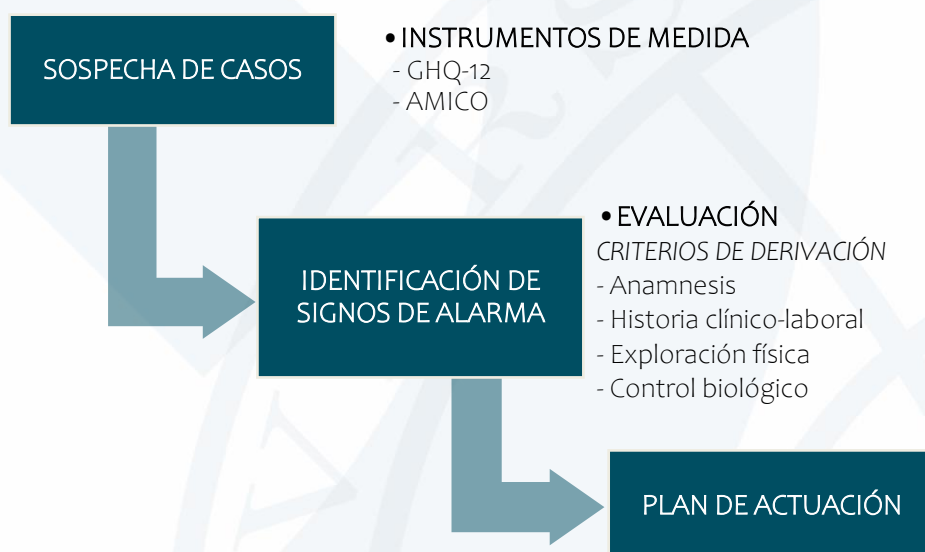 SOSPECHA DE CASOS
•INSTRUMENTOS DE MEDIDA
- GHQ-12
- AMICO
IDENTIFICACIÓN DE
SIGNOS DE ALARMA
•EVALUACIÓN
CRITERIOS DE DERIVACIÓN
- Anamnesis
- Historia clínico-laboral
- Exploración física
- Control biológico
PLAN DE ACTUACIÓN